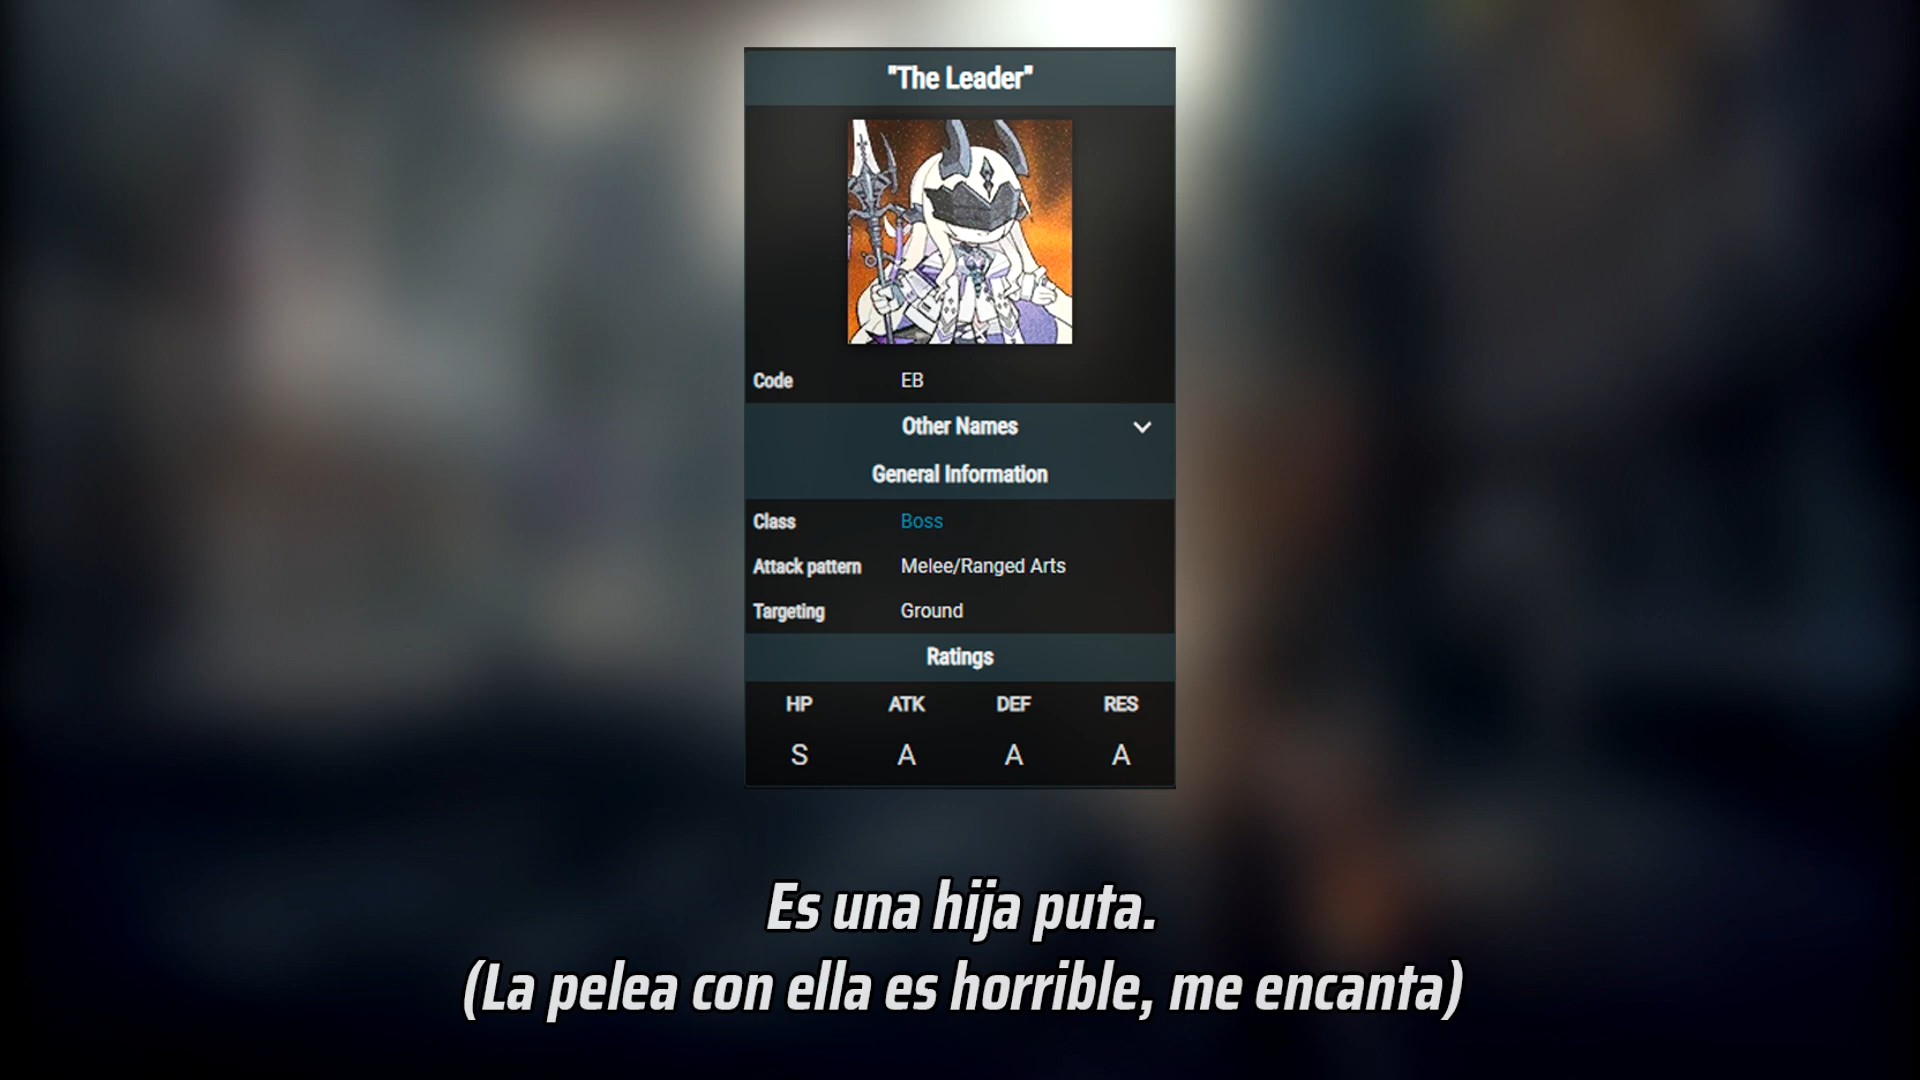 "The Leader"
Code EB
Other Names
General Information
Class Boss
Attack pattern Melee/Ranged Arts
Targeting Ground
Ratings
HP ATK DEF RES
S A A A
Es una hija puta.
(La pelea con ella es horrible, me encanta)